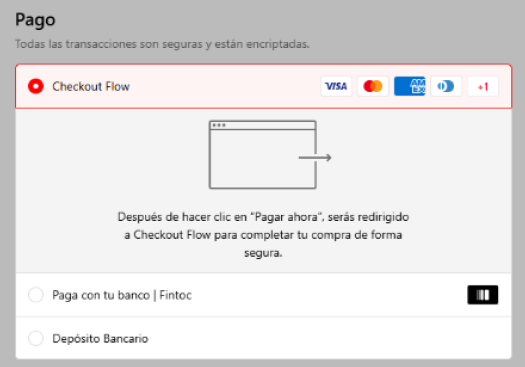 Pago
Todas las transacciones son seguras y están encriptadas.
Checkout Flow VISA AMEX +1
Después de hacer clic en “Pagar ahora”, serás redirigido
a Checkout Flow para completar tu compra de forma
segura.
Paga con tu banco | Fintoc
Depósito Bancario